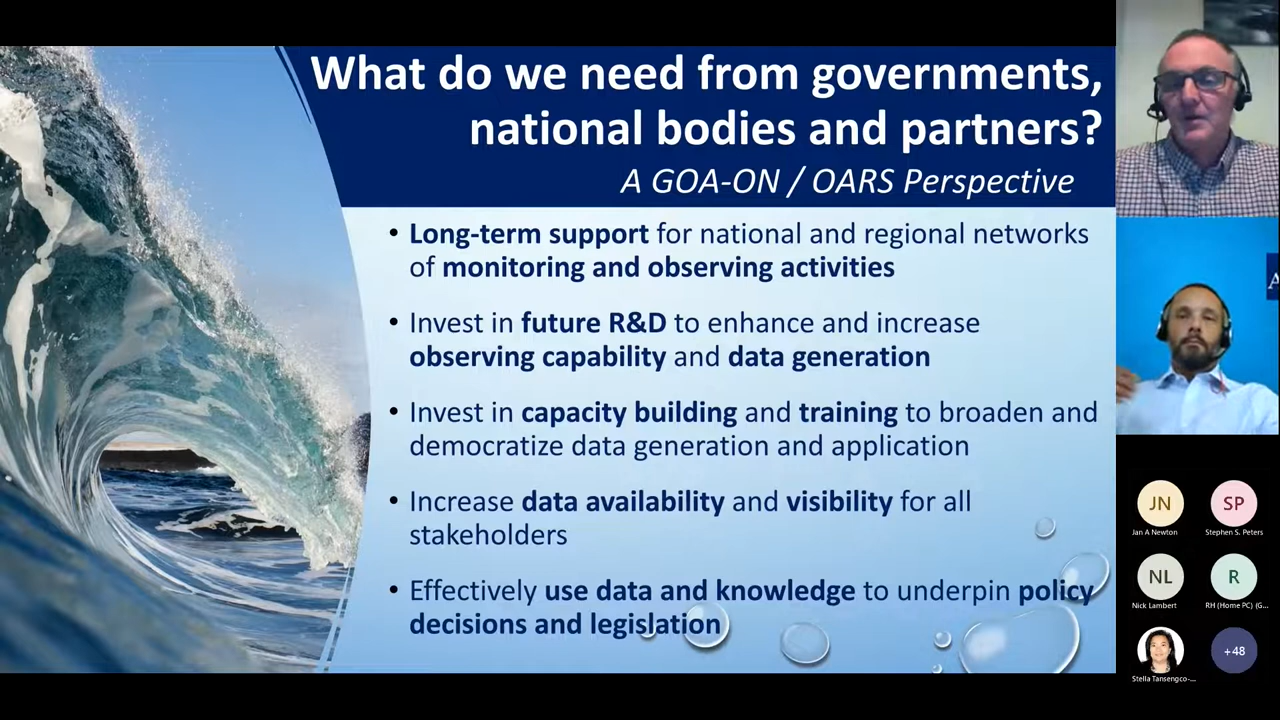 What do we need from governments,
national bodies and partners?
A GOA-ON / OARS Perspective
• Long-term support for national and regional networks
of monitoring and observing activities
• Invest in future R&D to enhance and increase
observing capability and data generation
• Invest in capacity building and training to broaden and
democratize data generation and application
• Increase data availability and visibility for all
stakeholders
• Effectively use data and knowledge to underpin policy
decisions and legislation
A
JN
SP
Jan A Newton
Stephen S. Peters
NL
R
Nick Lambert
RH (Home PC) (G...
+48
Stella Tansengco-...